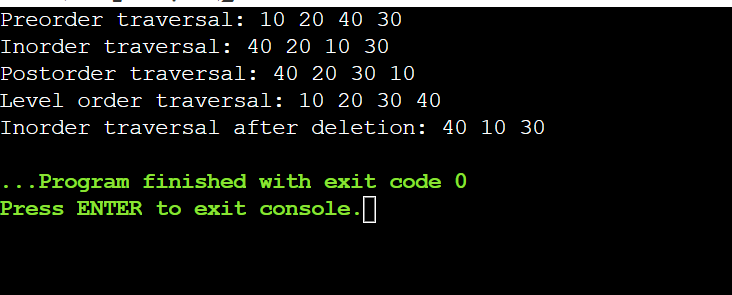 Preorder traversal: 10 20 40 30
Inorder traversal: 40 20 10 30
Postorder traversal: 40 20 30 10
Level order traversal: 10 20 30 40
Inorder traversal after deletion: 40 10 30
...Program finished with exit code 0
Press ENTER to exit console.